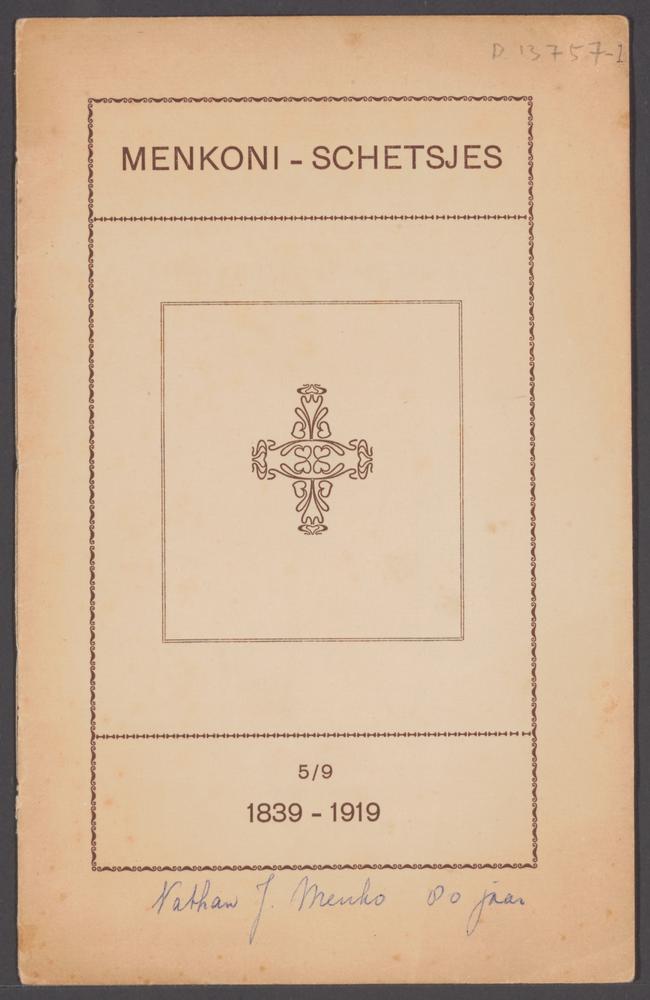 D 13757-1
MENKONI - SCHETSJES
5/9
1839 - 1919
Nathan J. Menko 80 jaar